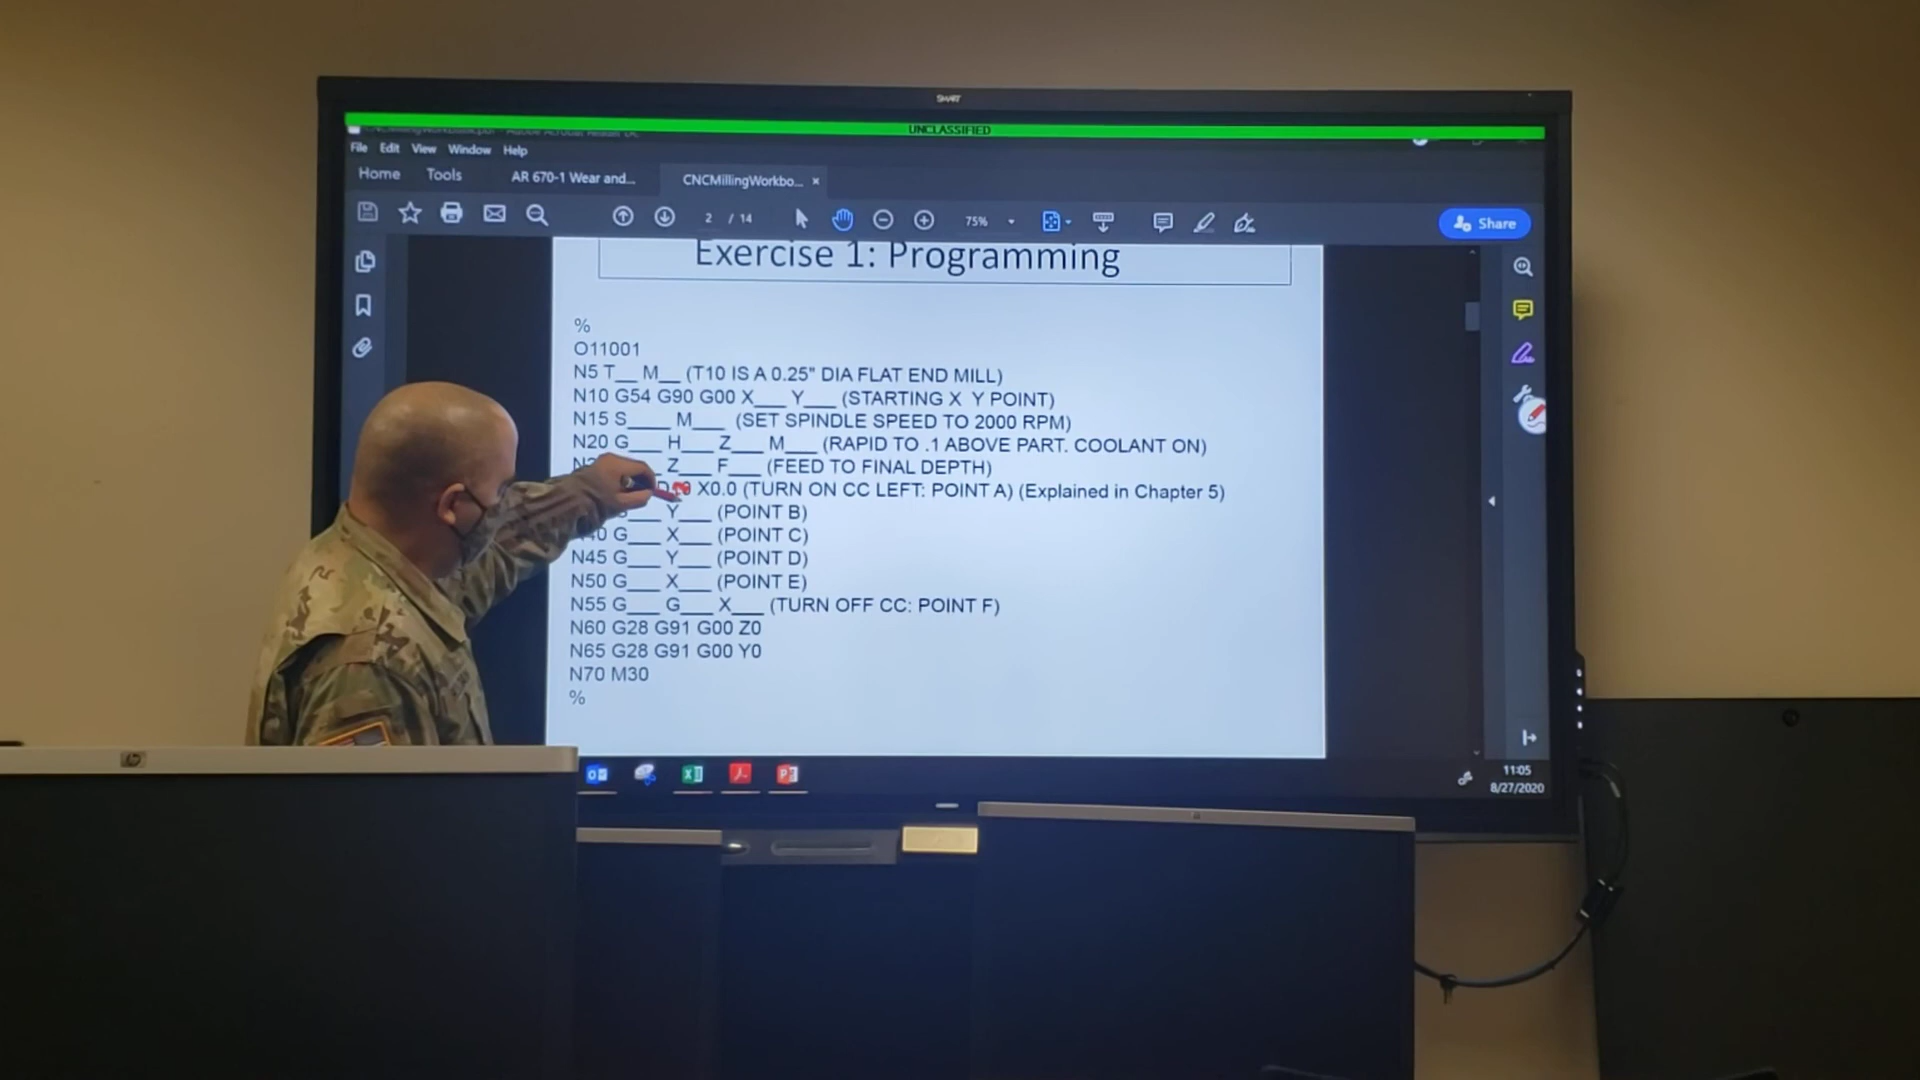 SMART
UNCLASSIFIED
File Edit View Window Help
Home Tools AR 670-1 Wear and... CNCMillingWorkbo... ×
2 / 14 75% Share
Exercise 1: Programming
%
O11001
N5 T__ M__ (T10 IS A 0.25" DIA FLAT END MILL)
N10 G54 G90 G00 X___ Y___ (STARTING X Y POINT)
N15 S____ M___ (SET SPINDLE SPEED TO 2000 RPM)
N20 G___ H___ Z___ M___ (RAPID TO .1 ABOVE PART. COOLANT ON)
Z___ F___ (FEED TO FINAL DEPTH)
X0.0 (TURN ON CC LEFT: POINT A) (Explained in Chapter 5)
___ Y___ (POINT B)
G___ X___ (POINT C)
N45 G___ Y___ (POINT D)
N50 G___ X___ (POINT E)
N55 G___ G___ X___ (TURN OFF CC: POINT F)
N60 G28 G91 G00 Z0
N65 G28 G91 G00 Y0
N70 M30
%
11:05
8/27/2020
hp